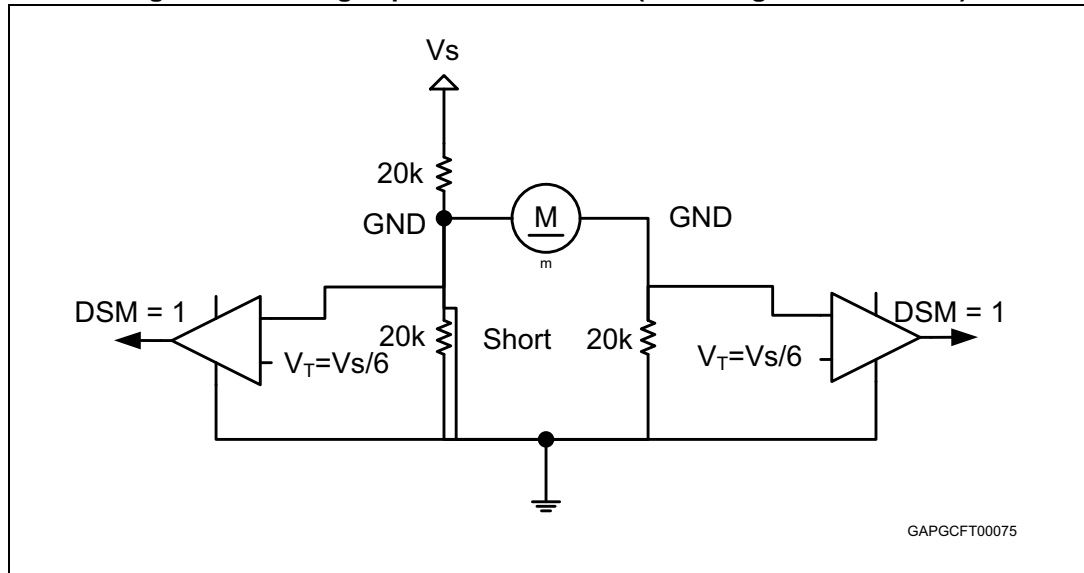 Vs
20k
GND
M
GND
m
DSM = 1
DSM = 1
20k
Short
20k
V_T=Vs/6
V_T=Vs/6
GAPGCFT00075